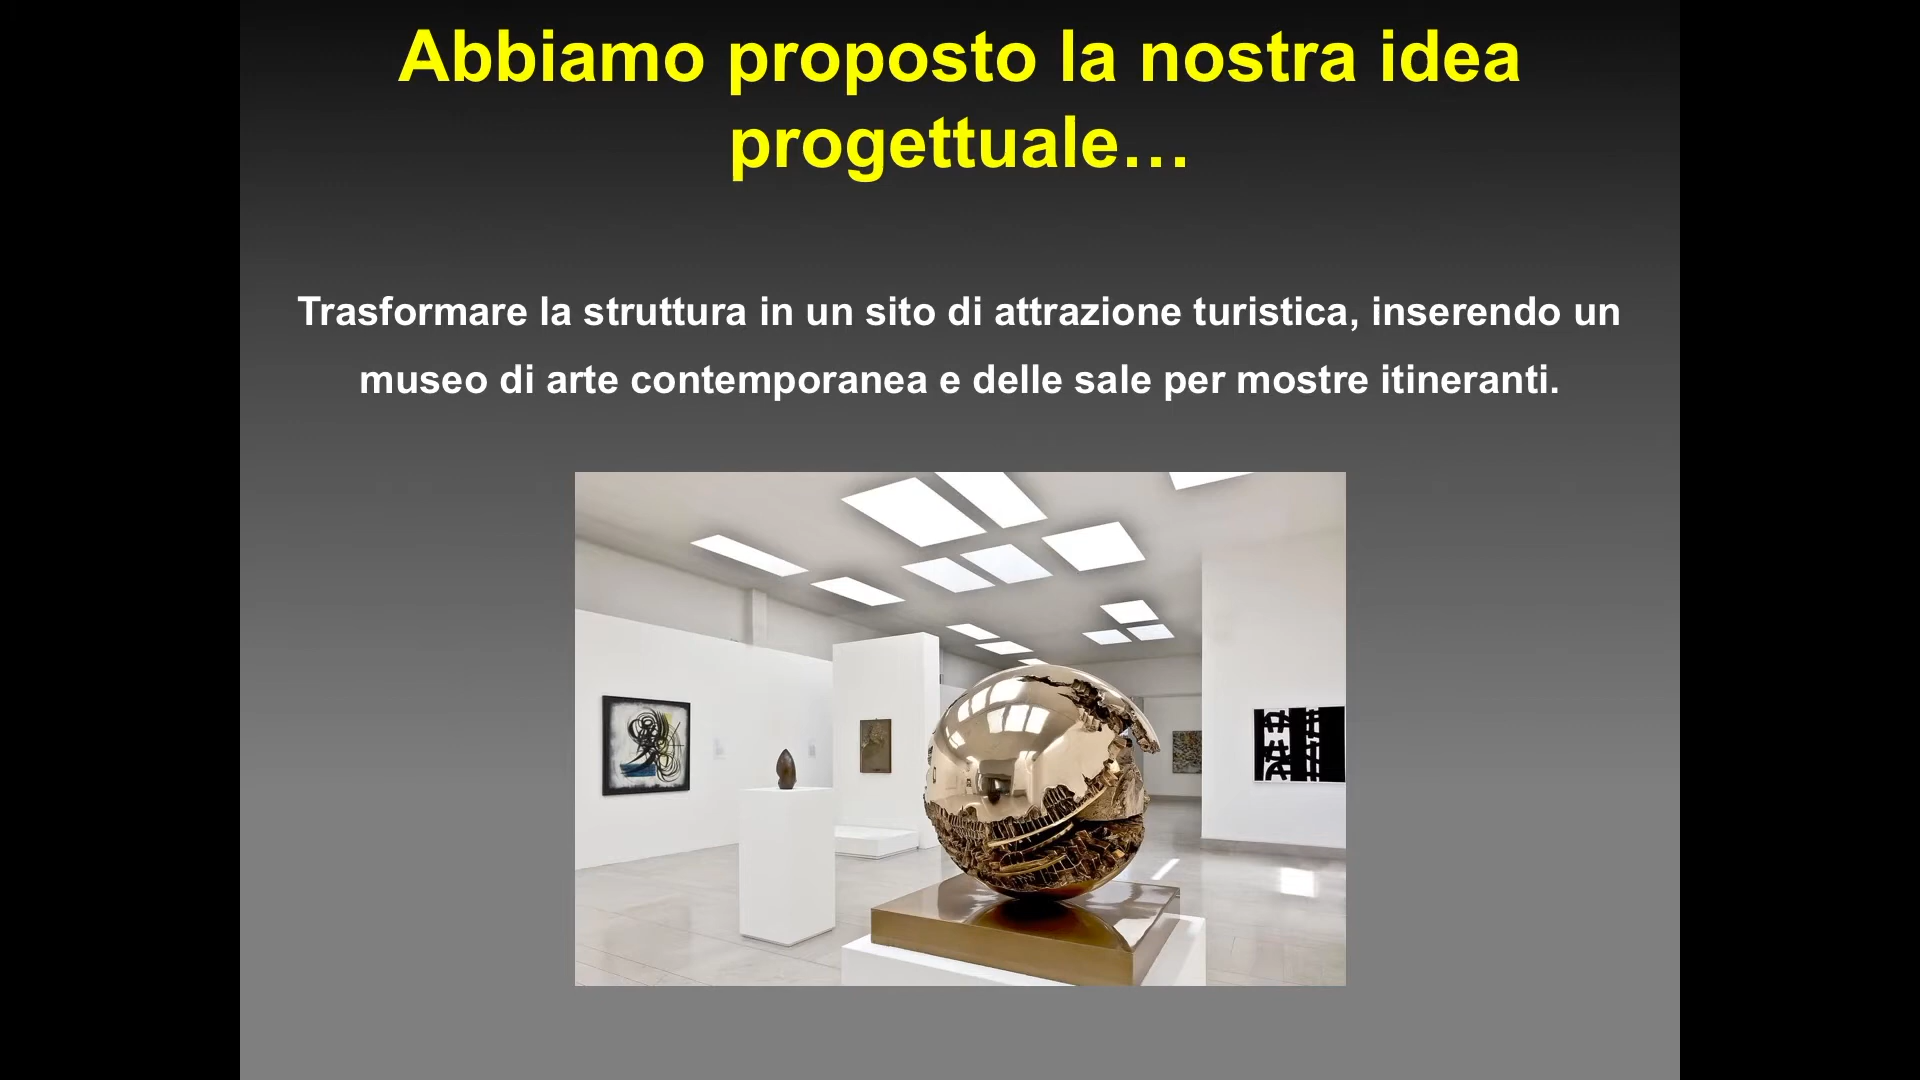 Abbiamo proposto la nostra idea
progettuale…
Trasformare la struttura in un sito di attrazione turistica, inserendo un
museo di arte contemporanea e delle sale per mostre itineranti.